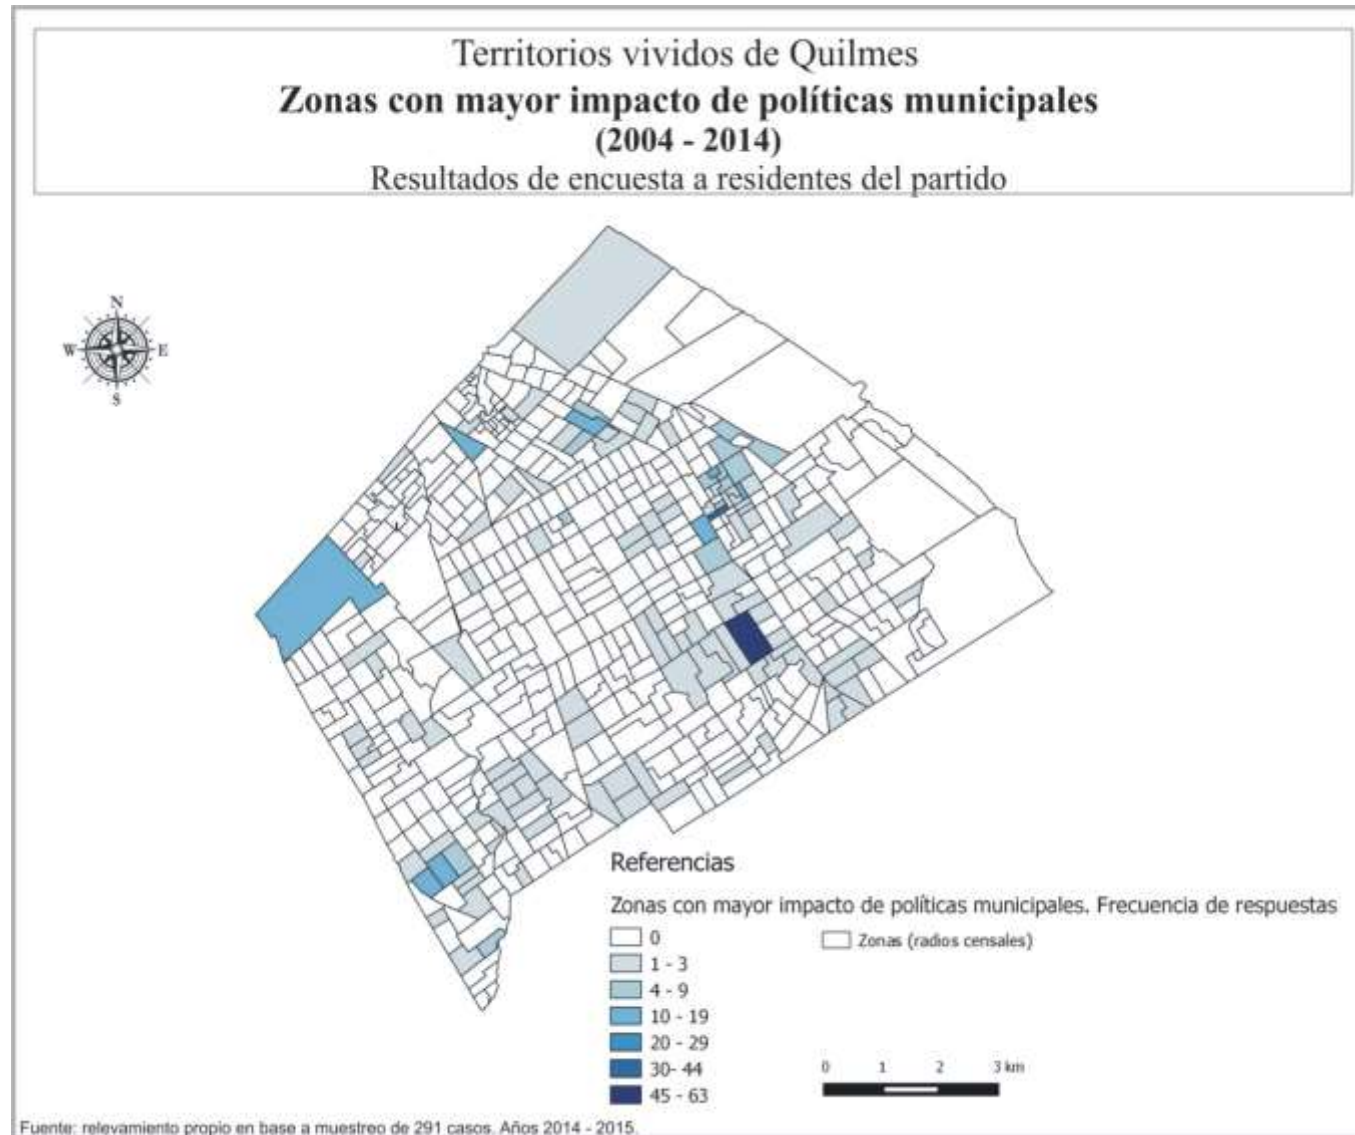 Territorios vividos de Quilmes
Zonas con mayor impacto de políticas municipales
(2004 - 2014)
Resultados de encuesta a residentes del partido
N
W E
S
Referencias
Zonas con mayor impacto de políticas municipales. Frecuencia de respuestas
0
Zonas (radios censales)
1 - 3
4 - 9
10 - 19
20 - 29
30- 44
45 - 63
0 1 2 3 km
Fuente: relevamiento propio en base a muestreo de 291 casos. Años 2014 - 2015.